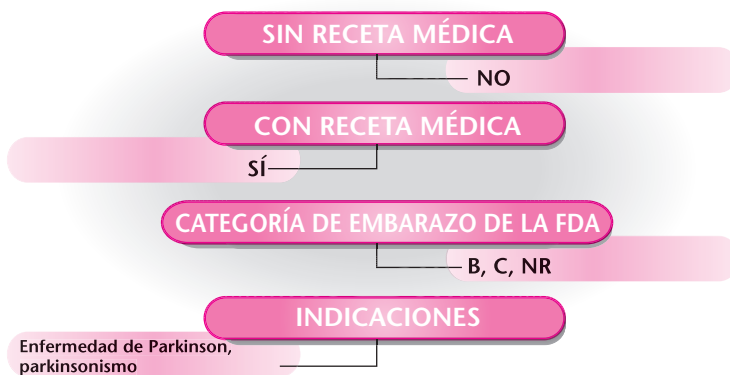 SIN RECETA MÉDICA
NO
CON RECETA MÉDICA
SÍ
CATEGORÍA DE EMBARAZO DE LA FDA
B, C, NR
INDICACIONES
Enfermedad de Parkinson,
parkinsonismo